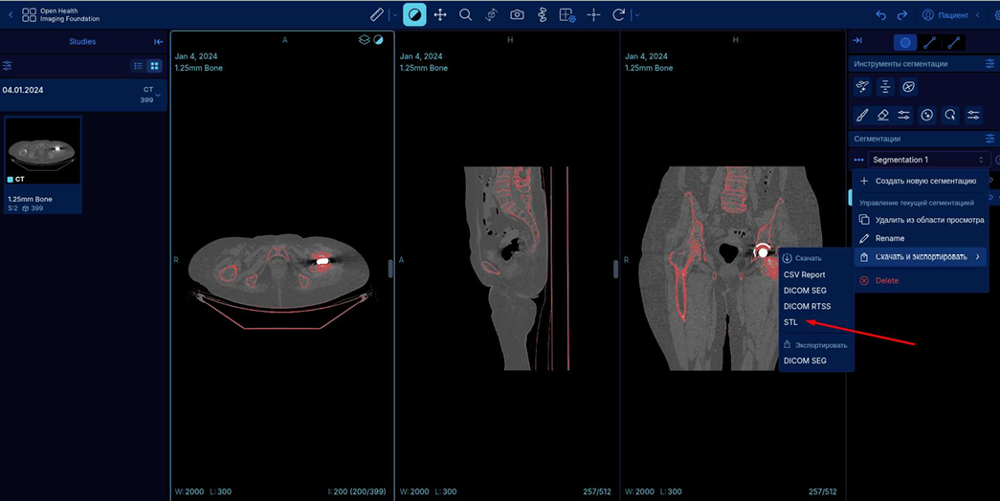 Open Health
Imaging Foundation
Пациент
Studies
04.01.2024
CT
399
CT
1.25mm Bone
S:2 399
A
Jan 4, 2024
1.25mm Bone
R
W:2000 L:300
I:200 (200/399)
H
Jan 4, 2024
1.25mm Bone
A
W:2000 L:300
257/512
H
Jan 4, 2024
1.25mm Bone
R
W:2000 L:300
257/512
Инструменты сегментации
Сегментации
Segmentation 1
Создать новую сегментацию
Управление текущей сегментацией
Удалить из области просмотра
Rename
Скачать и экспортировать
Delete
Скачать
CSV Report
DICOM SEG
DICOM RTSS
STL
Экспортировать
DICOM SEG